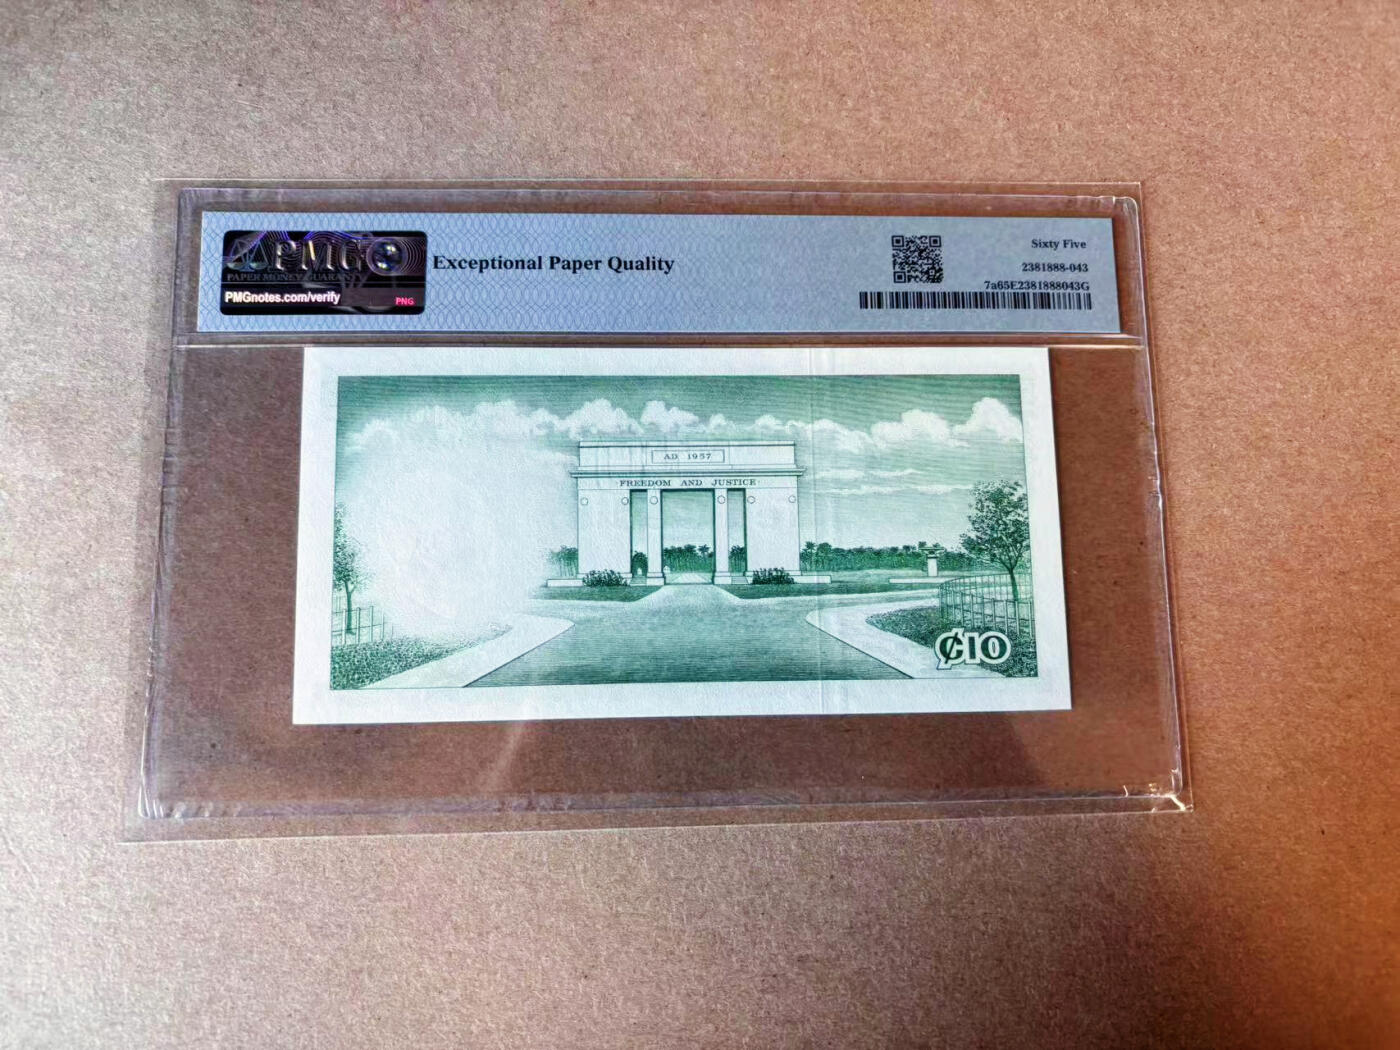 PMG
PAPER MONEY GUARANTY
PMGnotes.com/verify
PNG
Exceptional Paper Quality
Sixty Five
2381888-043
7a65E2381888043G
AD 1957
FREEDOM AND JUSTICE
₵10